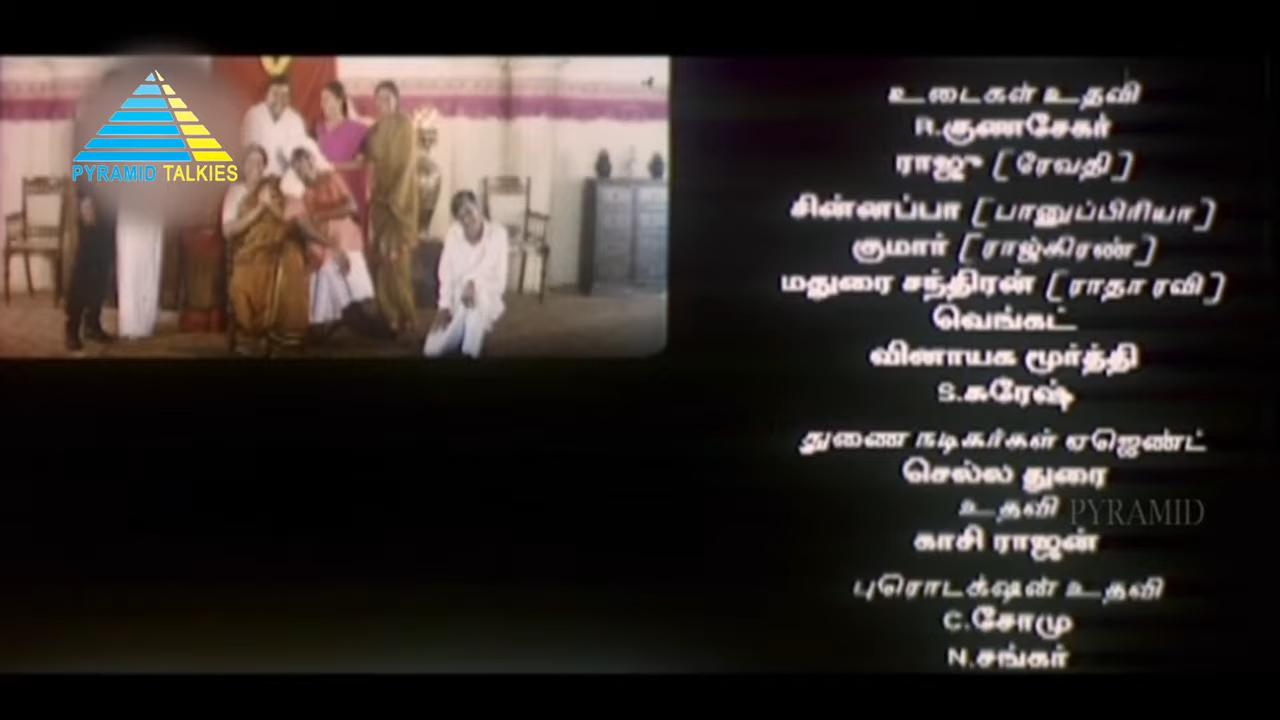 PYRAMID TALKIES
உடைகள் உதவி
R.குணசேகர்
ராஜு [ரேவதி]
சின்னப்பா [பானுப்பிரியா]
குமார் [ராஜ்கிரண்]
மதுரை சந்திரன் [ராதாரவி]
வெங்கட்
வினாயக மூர்த்தி
S.சுரேஷ்
துணை நடிகர்கள் ஏஜெண்ட்
செல்ல துரை
உதவி
PYRAMID
காசி ராஜன்
புரொடக்ஷன் உதவி
C.சோமு
N.சங்கர்